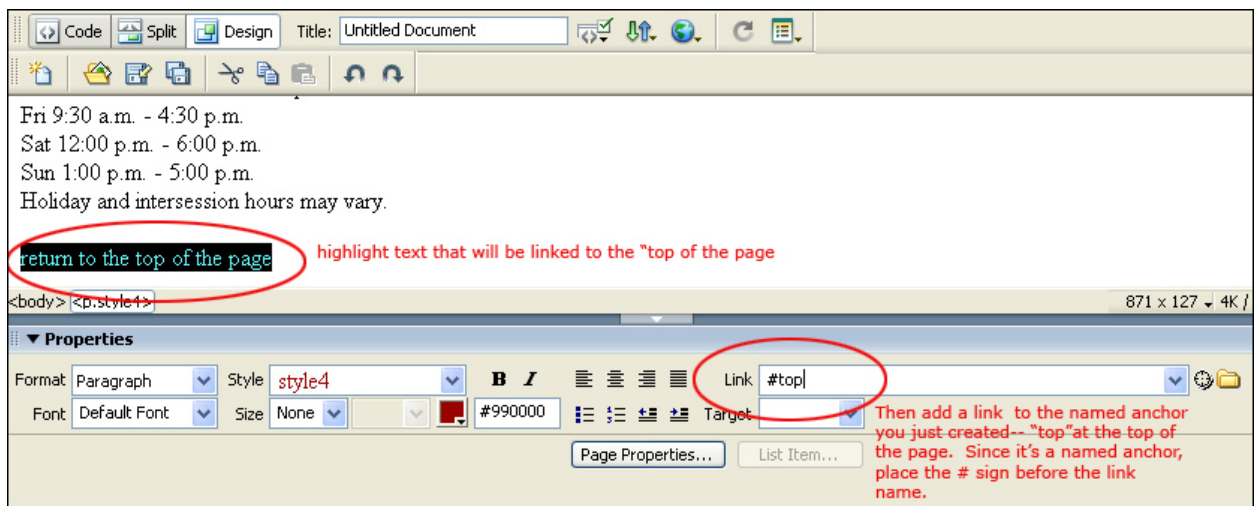 Code Split Design Title: Untitled Document
Fri 9:30 a.m. - 4:30 p.m.
Sat 12:00 p.m. - 6:00 p.m.
Sun 1:00 p.m. - 5:00 p.m.
Holiday and intersession hours may vary.
return to the top of the page
highlight text that will be linked to the “top of the page
<body> <p.style4> 871 x 127 4K /
Properties
Format Paragraph Style style4 B I Link #top
Font Default Font Size None #990000 Target
Then add a link to the named anchor
you just created-- “top”at the top of
the page. Since it’s a named anchor,
place the # sign before the link
name.
Page Properties... List Item...